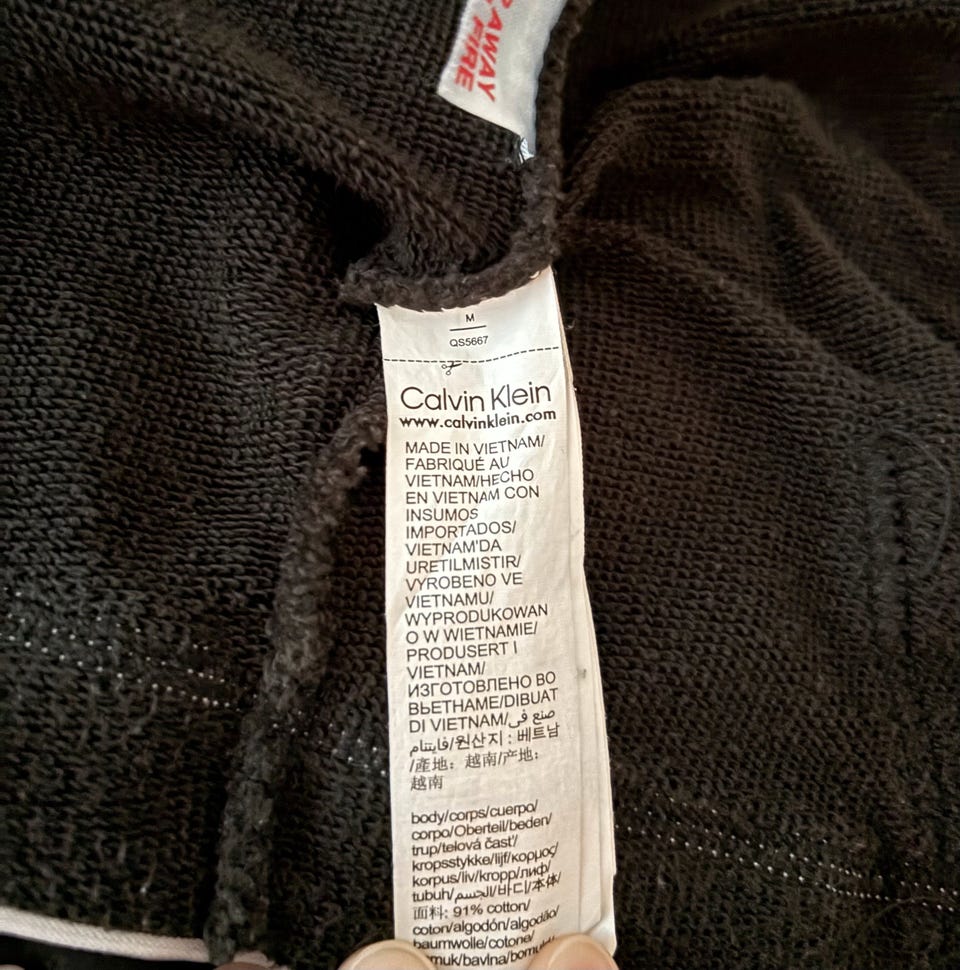 AWAY
FIRE
M
QS5667
Calvin Klein
www.calvinklein.com
MADE IN VIETNAM/
FABRIQUÉ AU
VIETNAM/HECHO
EN VIETNAM CON
INSUMOS
IMPORTADOS/
VIETNAM'DA
URETILMISTIR/
VYROBENO VE
VIETNAMU/
WYPRODUKOWAN
O W WIETNAMIE/
PRODUSERT I
VIETNAM/
ИЗГОТОВЛЕНО ВО
ВЬЕТНАМЕ/DIBUAT
DI VIETNAM/صنع في
فايتنام/원산지 : 베트남
/產地：越南/产地：
越南
body/corps/cuerpo/
corpo/Oberteil/beden/
trup/telová časť/
kropsstykke/lijf/κορμος/
korpus/liv/kropp/лиф/
tubuh/الجسم/바디/本体/
面料: 91% cotton/
coton/algodón/algodão/
baumwolle/cotone/
/bavlna/